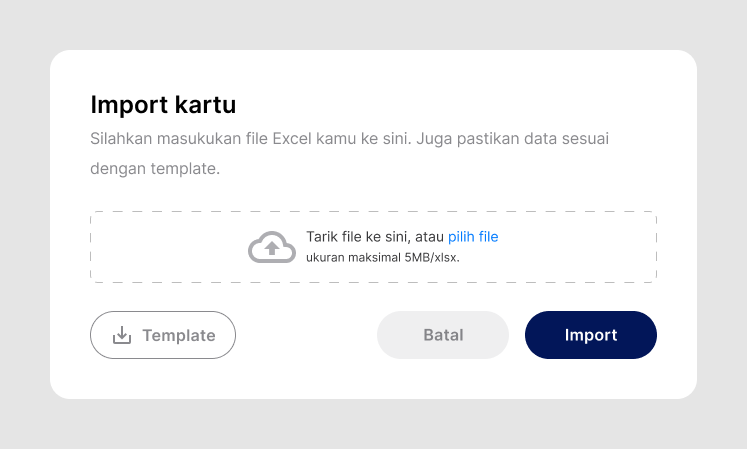 Import kartu
Silahkan masukukan file Excel kamu ke sini. Juga pastikan data sesuai
dengan template.
Tarik file ke sini, atau pilih file
ukuran maksimal 5MB/xlsx.
Template
Batal
Import